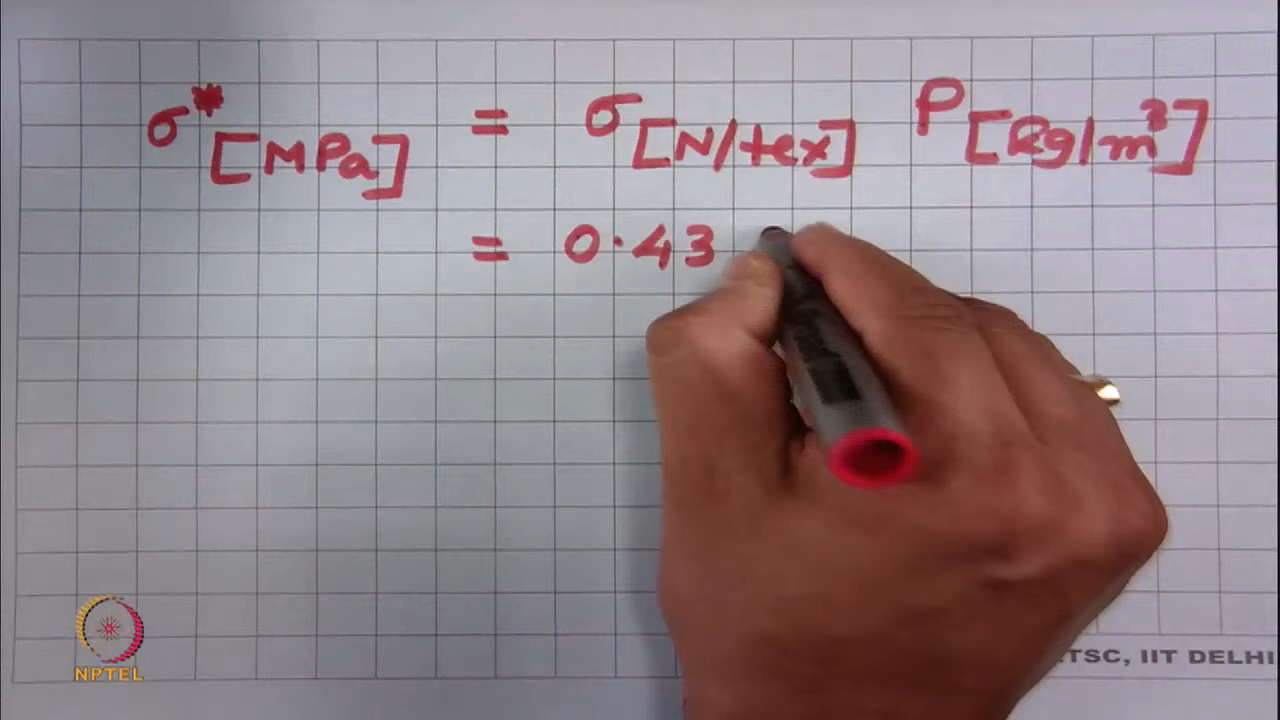 σ*[MPa] = σ[N/tex] ρ[kg/m³]
= 0.43
NPTEL
TSC, IIT DELHI